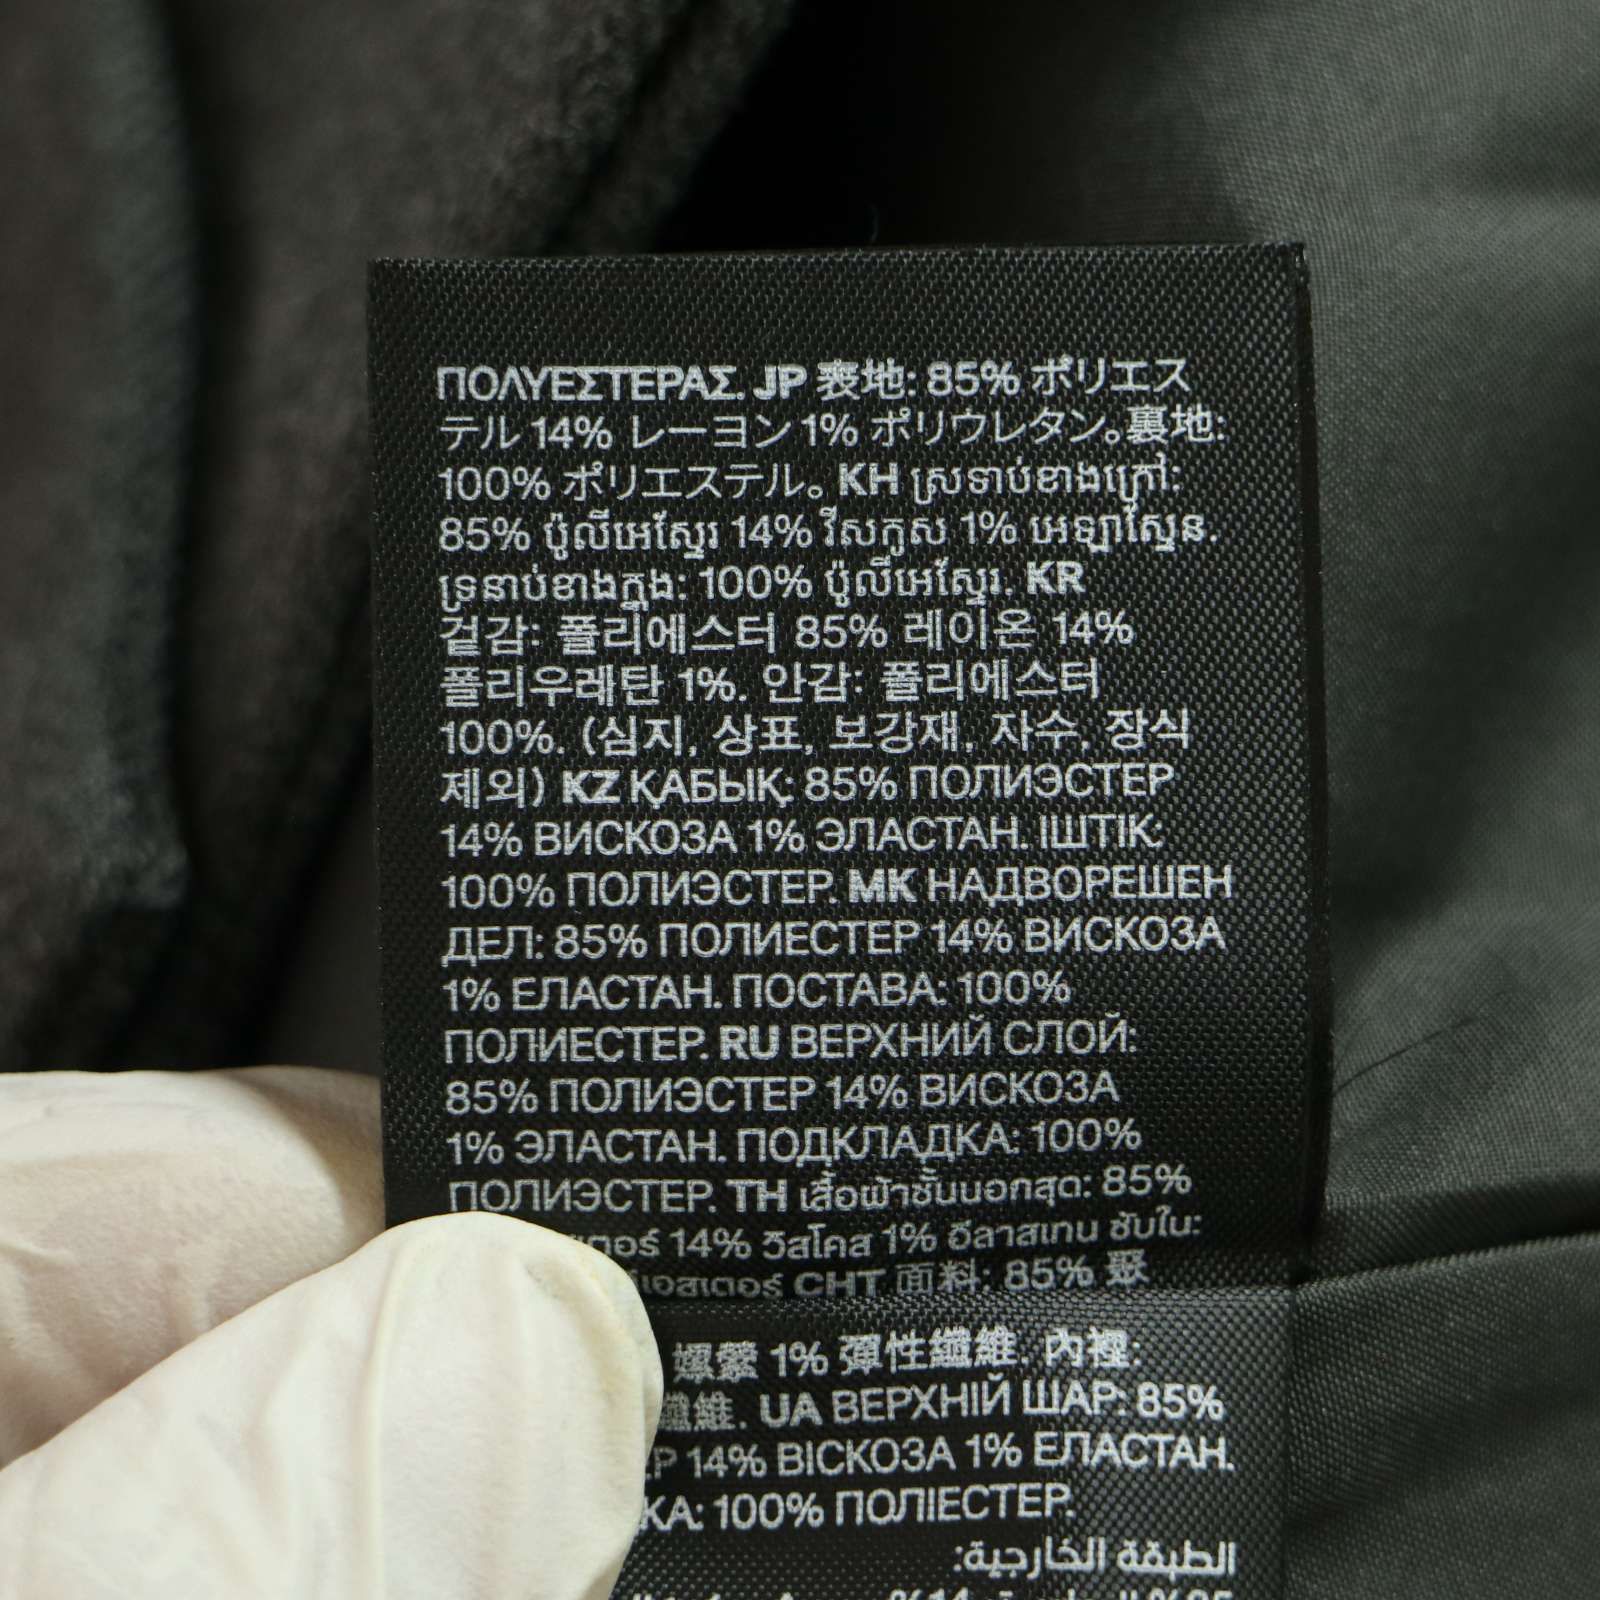 ΠΟΛΥΕΣΤΕΡΑΣ. JP 表地: 85% ポリエス
テル 14% レーヨン 1% ポリウレタン。裏地:
100% ポリエステル。 KH ស្រទាប់ខាងក្រៅ:
85% ប៉ូលីអេស្ទែរ 14% វីសកូស 1% អេឡាស្ទែន.
ទ្រនាប់ខាងក្នុង: 100% ប៉ូលីអេស្ទែរ. KR
겉감: 폴리에스터 85% 레이온 14%
폴리우레탄 1%. 안감: 폴리에스터
100%. (심지, 상표, 보강재, 자수, 장식
제외) KZ ҚАБЫҚ: 85% ПОЛИЭСТЕР
14% ВИСКОЗА 1% ЭЛАСТАН. ІШТІК:
100% ПОЛИЭСТЕР. MK НАДВОРЕШЕН
ДЕЛ: 85% ПОЛИЕСТЕР 14% ВИСКОЗА
1% ЕЛАСТАН. ПОСТАВА: 100%
ПОЛИЕСТЕР. RU ВЕРХНИЙ СЛОЙ:
85% ПОЛИЭСТЕР 14% ВИСКОЗА
1% ЭЛАСТАН. ПОДКЛАДКА: 100%
ПОЛИЭСТЕР. TH เสื้อผ้าชั้นนอกสุด: 85%
14% วิสโคส 1% อีลาสเทน ซับใน:
CHT 面料: 85% 聚
嫘縈 1% 彈性纖維. 內裡:
纖維. UA ВЕРХНІЙ ШАР: 85%
14% ВІСКОЗА 1% ЕЛАСТАН.
100% ПОЛІЕСТЕР.
الطبقة الخارجية: